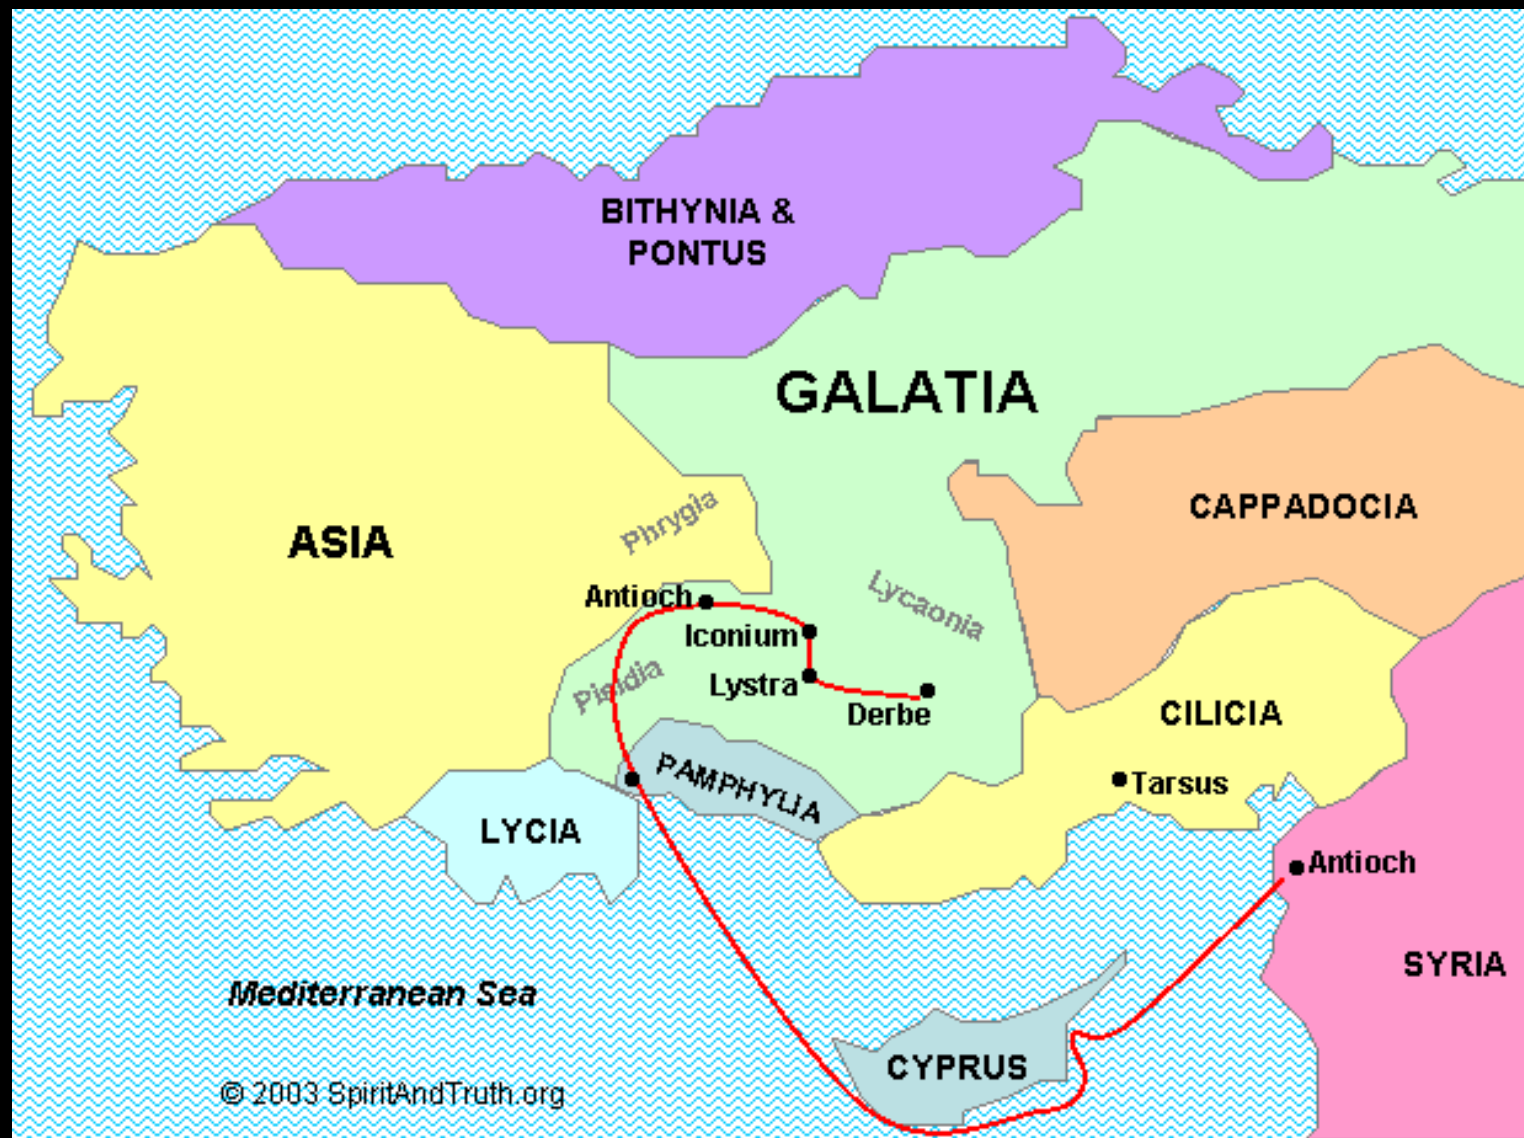 BITHYNIA &
PONTUS
GALATIA
CAPPADOCIA
Phrygia
ASIA
Lycaonia
Antioch
Iconium
Pisidia
Lystra
Derbe
CILICIA
PAMPHYLIA
Tarsus
LYCIA
Antioch
SYRIA
Mediterranean Sea
CYPRUS
© 2003 SpiritAndTruth.org